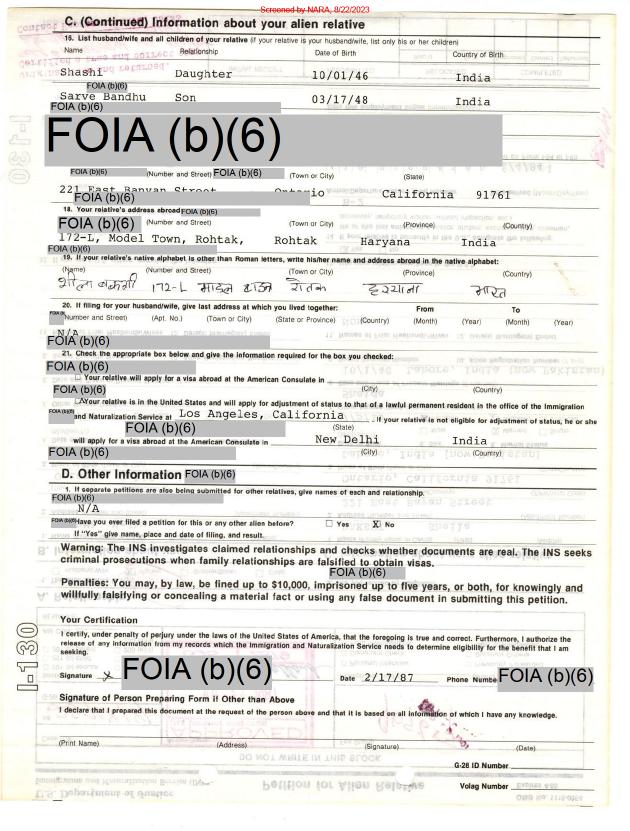 Screened by NARA, 8/22/2023
C. (Continued) Information about your alien relative
16. List husband/wife and all children of your relative (if your relative is your husband/wife, list only his or her children)
Name Relationship Date of Birth Country of Birth
Shashi Daughter 10/01/46 India
FOIA (b)(6)
Sarve Bandhu Son 03/17/48 India
FOIA (b)(6)
FOIA (b)(6)
FOIA (b)(6) (Number and Street) FOIA (b)(6) (Town or City) (State)
221 East Banyan Street Ontario California 91761
FOIA (b)(6)
18. Your relative's address abroad FOIA (b)(6)
FOIA (b)(6) (Number and Street) (Town or City) (Province) (Country)
172-L, Model Town, Rohtak, Rohtak Haryana India
FOIA (b)(6)
19. If your relative's native alphabet is other than Roman letters, write his/her name and address abroad in the native alphabet:
(Name) (Number and Street) (Town or City) (Province) (Country)
शीला बकशी 172-L माडल टाउन रोतक हरयाना भारत
20. If filing for your husband/wife, give last address at which you lived together: From To
FOIA (b)(6) (Number and Street) (Apt. No.) (Town or City) (State or Province) (Country) (Month) (Year) (Month) (Year)
N/A
FOIA (b)(6)
21. Check the appropriate box below and give the information required for the box you checked:
FOIA (b)(6)
Your relative will apply for a visa abroad at the American Consulate in
FOIA (b)(6) (City) (Country)
Your relative is in the United States and will apply for adjustment of status to that of a lawful permanent resident in the office of the Immigration
FOIA (b)(6) and Naturalization Service at Los Angeles, California . If your relative is not eligible for adjustment of status, he or she
FOIA (b)(6) (State)
will apply for a visa abroad at the American Consulate in New Delhi India
FOIA (b)(6) (City) (Country)
D. Other Information FOIA (b)(6)
1. If separate petitions are also being submitted for other relatives, give names of each and relationship.
FOIA (b)(6)
N/A
FOIA (b)(6) Have you ever filed a petition for this or any other alien before? Yes X No
If "Yes" give name, place and date of filing, and result.
Warning: The INS investigates claimed relationships and checks whether documents are real. The INS seeks
criminal prosecutions when family relationships are falsified to obtain visas.
FOIA (b)(6)
Penalties: You may, by law, be fined up to $10,000, imprisoned up to five years, or both, for knowingly and
willfully falsifying or concealing a material fact or using any false document in submitting this petition.
Your Certification
I certify, under penalty of perjury under the laws of the United States of America, that the foregoing is true and correct. Furthermore, I authorize the
release of any information from my records which the Immigration and Naturalization Service needs to determine eligibility for the benefit that I am
seeking.
Signature X FOIA (b)(6) Date 2/17/87 Phone Number FOIA (b)(6)
Signature of Person Preparing Form if Other than Above
I declare that I prepared this document at the request of the person above and that it is based on all information of which I have any knowledge.
(Print Name) (Address) (Signature) (Date)
G-28 ID Number
Volag Number
I-130